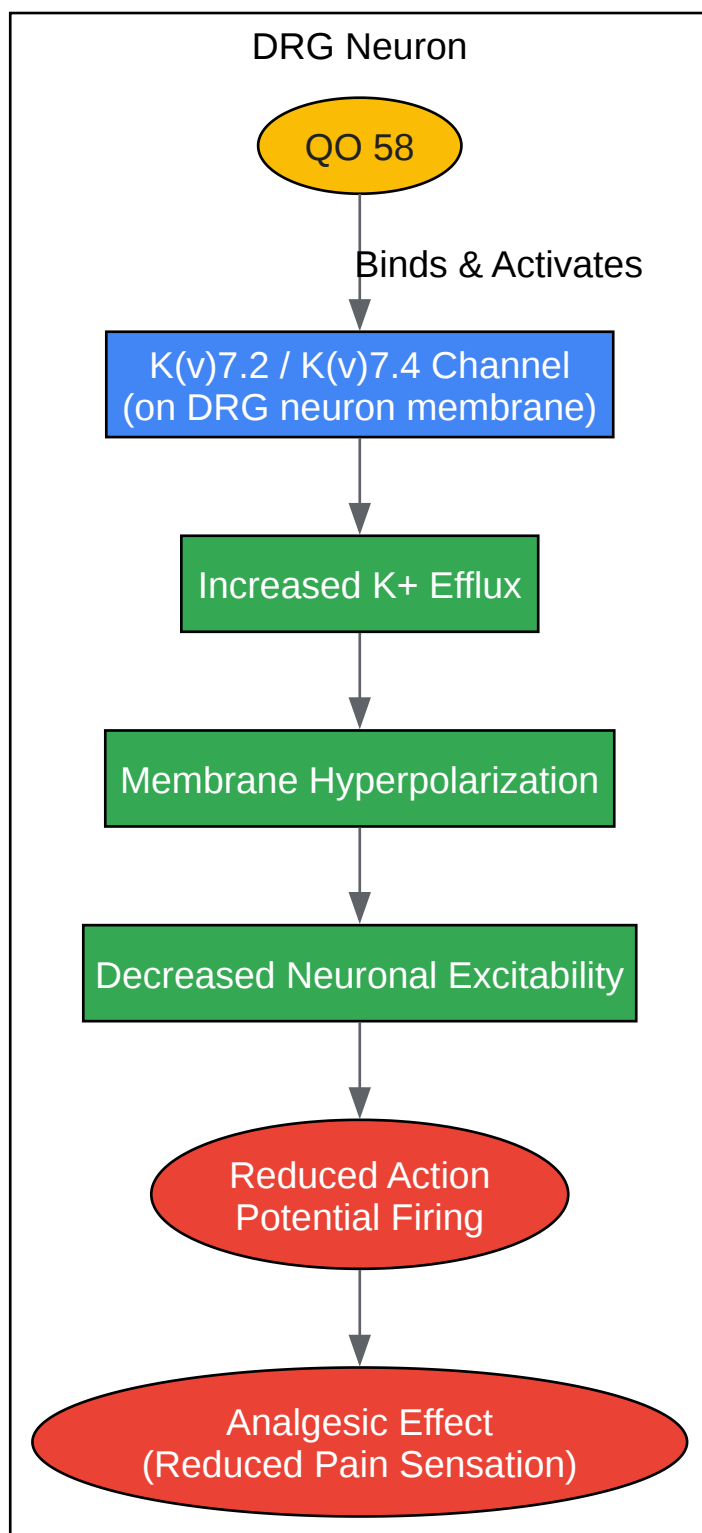 DRG Neuron
QO 58
Binds & Activates
K(v)7.2 / K(v)7.4 Channel
(on DRG neuron membrane)
Increased K+ Efflux
Membrane Hyperpolarization
Decreased Neuronal Excitability
Reduced Action
Potential Firing
Analgesic Effect
(Reduced Pain Sensation)